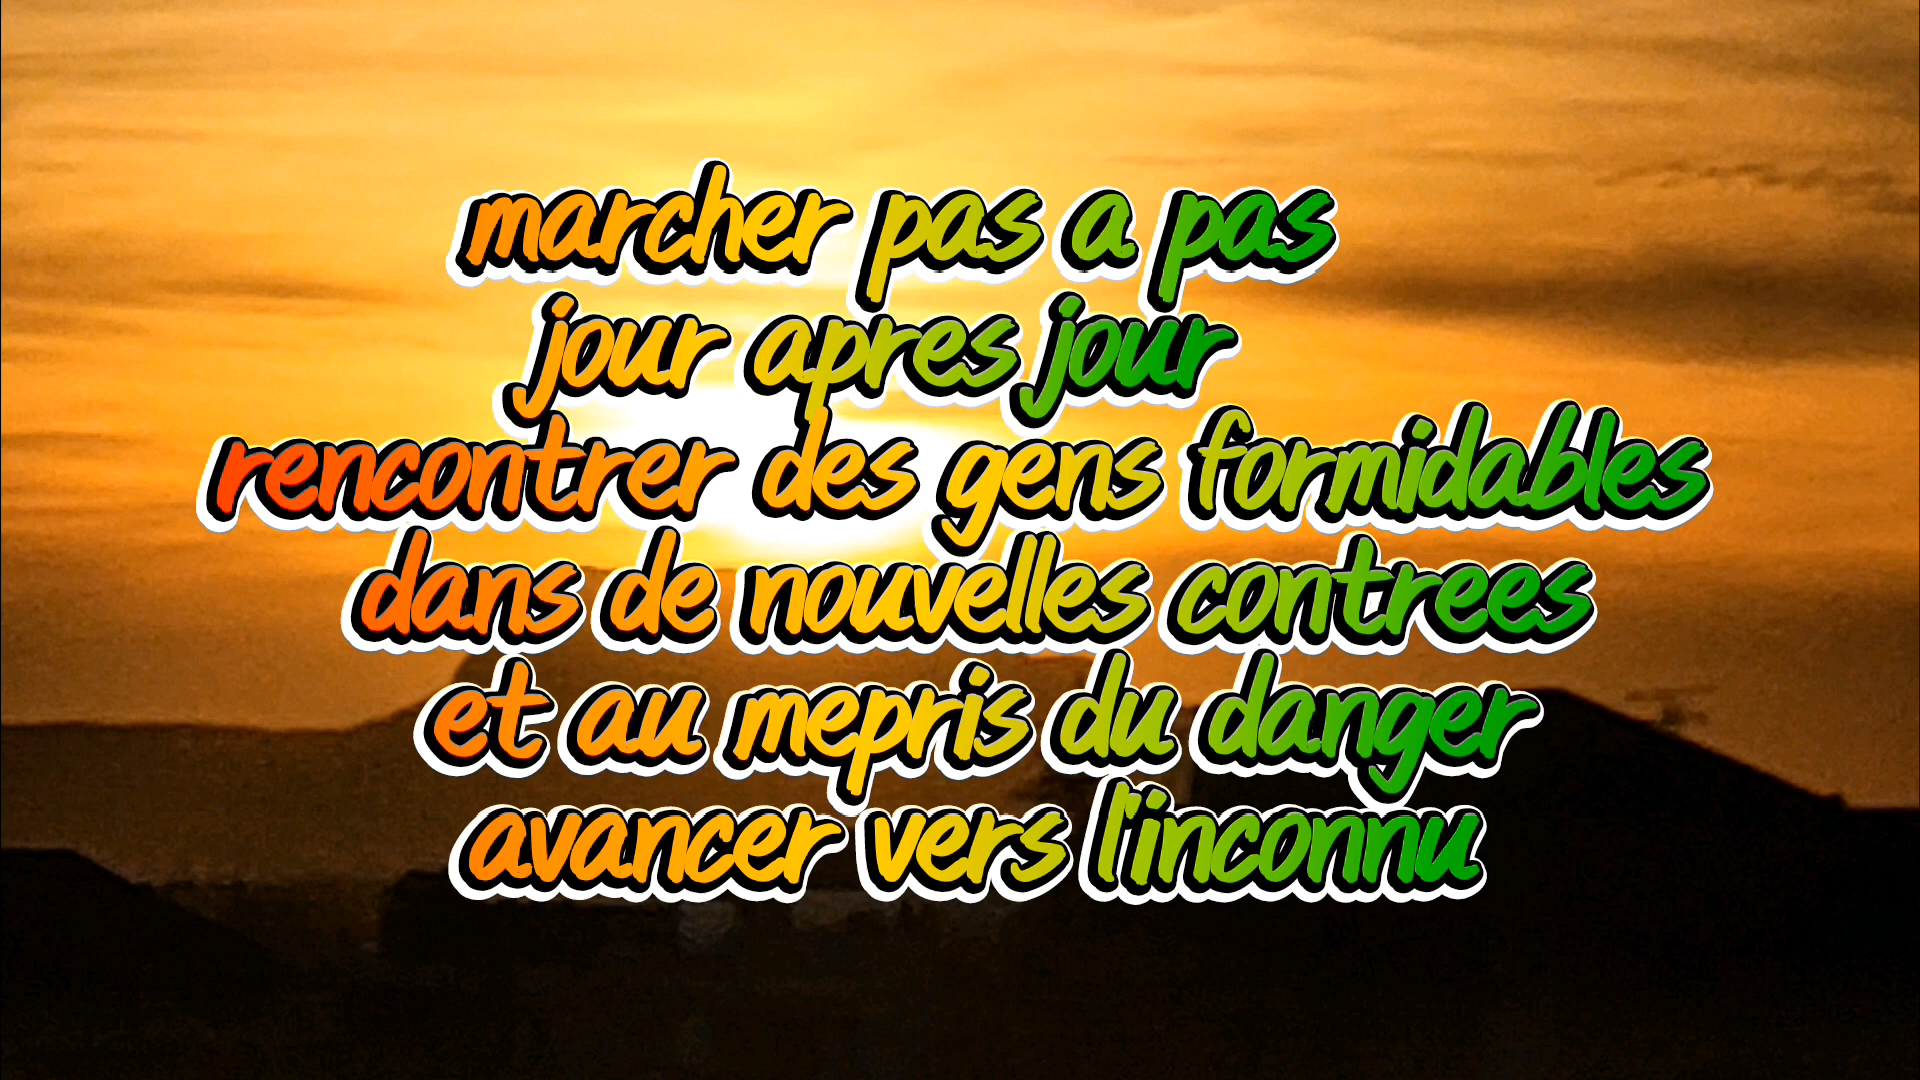 marcher pas a pas
jour apres jour
rencontrer des gens formidables
dans de nouvelles contrees
et au mepris du danger
avancer vers l'inconnu